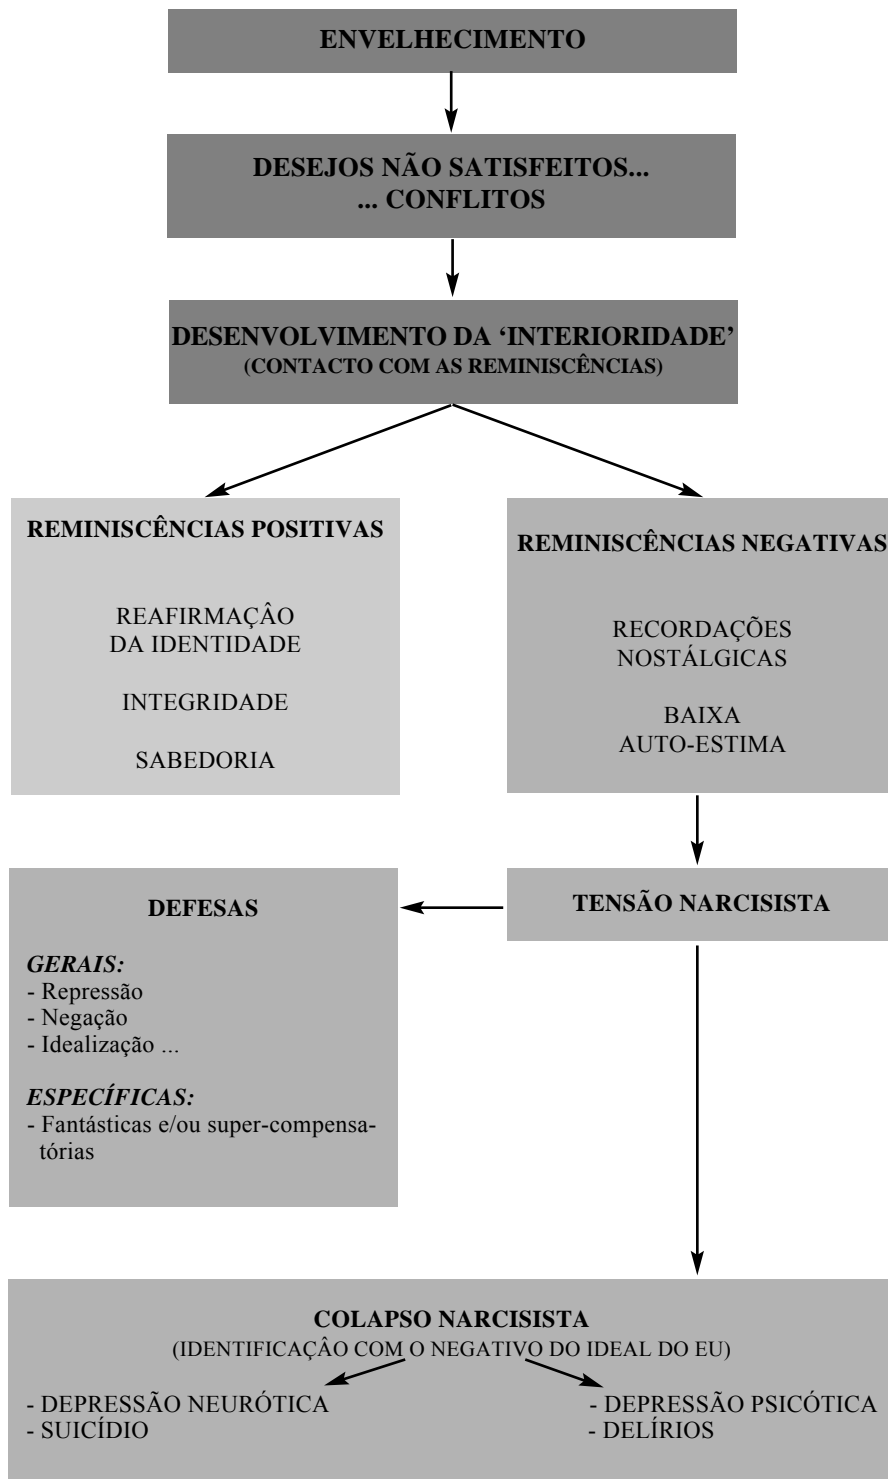 ENVELHECIMENTO
DESEJOS NÃO SATISFEITOS...
... CONFLITOS
DESENVOLVIMENTO DA ‘INTERIORIDADE’
(CONTACTO COM AS REMINISCÊNCIAS)
REMINISCÊNCIAS POSITIVAS
REAFIRMAÇÂO
DA IDENTIDADE
INTEGRIDADE
SABEDORIA
REMINISCÊNCIAS NEGATIVAS
RECORDAÇÕES
NOSTÁLGICAS
BAIXA
AUTO-ESTIMA
TENSÃO NARCISISTA
DEFESAS
GERAIS:
- Repressão
- Negação
- Idealização ...
ESPECÍFICAS:
- Fantásticas e/ou super-compensa-
tórias
COLAPSO NARCISISTA
(IDENTIFICAÇÂO COM O NEGATIVO DO IDEAL DO EU)
- DEPRESSÃO NEURÓTICA
- SUICÍDIO
- DEPRESSÃO PSICÓTICA
- DELÍRIOS